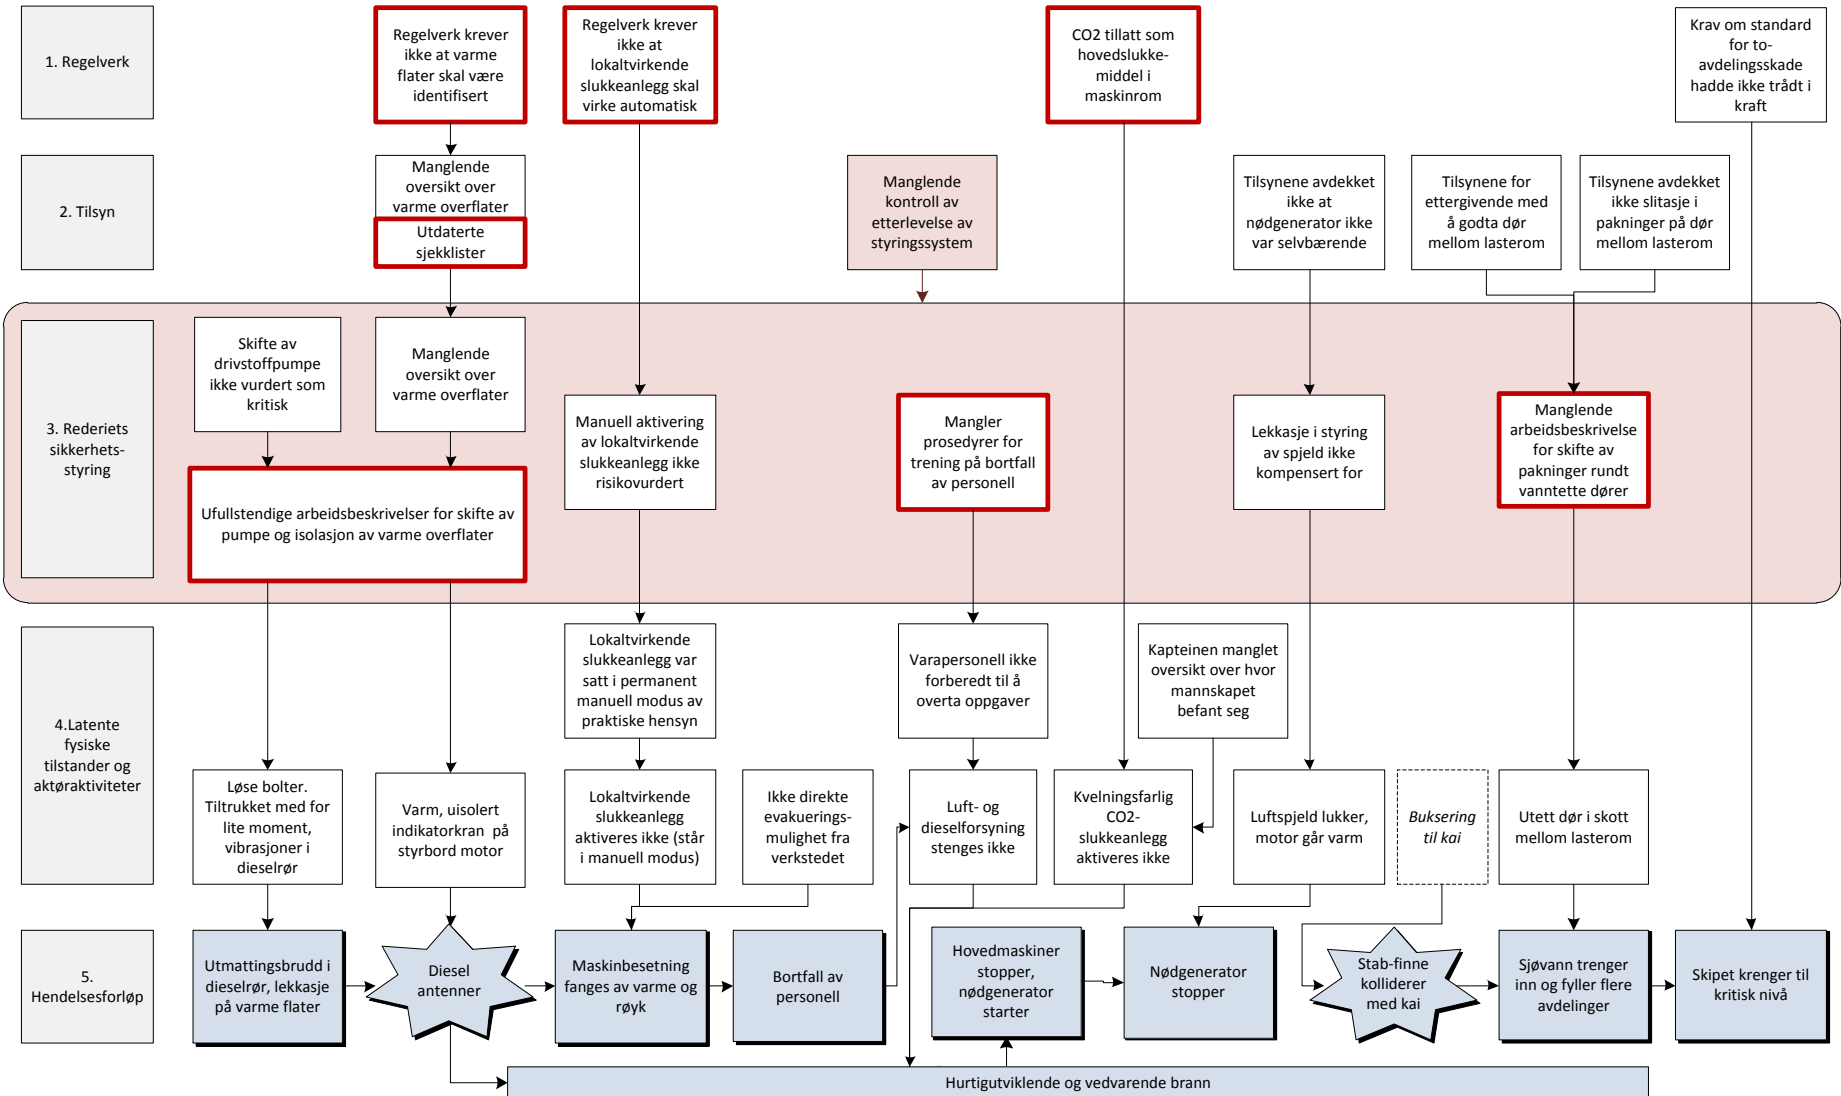 1. Regelverk
Regelverk krever
ikke at varme
flater skal være
identifisert
Regelverk krever
ikke at
lokaltvirkende
slukkeanlegg skal
virke automatisk
CO2 tillatt som
hovedslukke-
middel i
maskinrom
Krav om standard
for to-
avdelingsskade
hadde ikke trådt i
kraft
2. Tilsyn
Manglende
oversikt over
varme overflater
Utdaterte
sjekklister
Manglende
kontroll av
etterlevelse av
styringssystem
Tilsynene avdekket
ikke at
nødgenerator ikke
var selvbærende
Tilsynene for
ettergivende med
å godta dør
mellom lasterom
Tilsynene avdekket
ikke slitasje i
pakninger på dør
mellom lasterom
3. Rederiets
sikkerhets-
styring
Skifte av
drivstoffpumpe
ikke vurdert som
kritisk
Manglende
oversikt over
varme overflater
Ufullstendige arbeidsbeskrivelser for skifte av
pumpe og isolasjon av varme overflater
Manuell aktivering
av lokaltvirkende
slukkeanlegg ikke
risikovurdert
Mangler
prosedyrer for
trening på bortfall
av personell
Lekkasje i styring
av spjeld ikke
kompensert for
Manglende
arbeidsbeskrivelse
for skifte av
pakninger rundt
vanntette dører
4.Latente
fysiske
tilstander og
aktøraktiviteter
Lokaltvirkende
slukkeanlegg var
satt i permanent
manuell modus av
praktiske hensyn
Varapersonell ikke
forberedt til å
overta oppgaver
Kapteinen manglet
oversikt over hvor
mannskapet
befant seg
Løse bolter.
Tiltrukket med for
lite moment,
vibrasjoner i
dieselrør
Varm, uisolert
indikatorkran på
styrbord motor
Lokaltvirkende
slukkeanlegg
aktiveres ikke (står
i manuell modus)
Ikke direkte
evakuerings-
mulighet fra
verkstedet
Luft- og
dieselforsyning
stenges ikke
Kvelningsfarlig
CO2-
slukkeanlegg
aktiveres ikke
Luftspjeld lukker,
motor går varm
Buksering
til kai
Utett dør i skott
mellom lasterom
5.
Hendelsesforløp
Utmattingsbrudd i
dieselrør, lekkasje
på varme flater
Diesel
antenner
Maskinbesetning
fanges av varme og
røyk
Bortfall av
personell
Hovedmaskiner
stopper,
nødgenerator
starter
Nødgenerator
stopper
Stab-finne
kolliderer
med kai
Sjøvann trenger
inn og fyller flere
avdelinger
Skipet krenger til
kritisk nivå
Hurtigutviklende og vedvarende brann